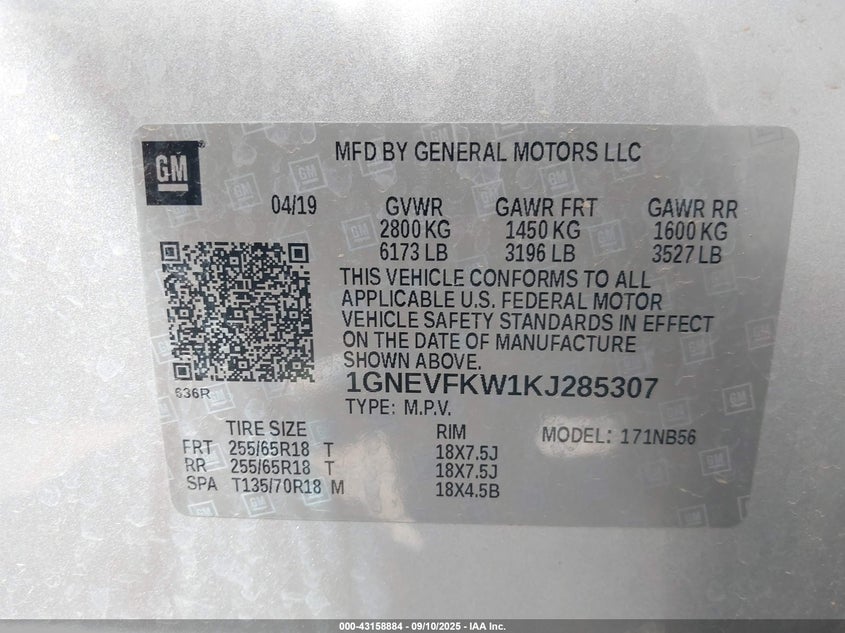 GM
MFD BY GENERAL MOTORS LLC
04/19 GVWR GAWR FRT GAWR RR
2800 KG 1450 KG 1600 KG
6173 LB 3196 LB 3527 LB
THIS VEHICLE CONFORMS TO ALL
APPLICABLE U.S. FEDERAL MOTOR
VEHICLE SAFETY STANDARDS IN EFFECT
ON THE DATE OF MANUFACTURE
SHOWN ABOVE.
1GNEVFKW1KJ285307
636R
TYPE: M.P.V.
TIRE SIZE RIM MODEL: 171NB56
FRT 255/65R18 T 18X7.5J
RR 255/65R18 T 18X7.5J
SPA T135/70R18 M 18X4.5B
000-43158884 - 09/10/2025 - IAA Inc.